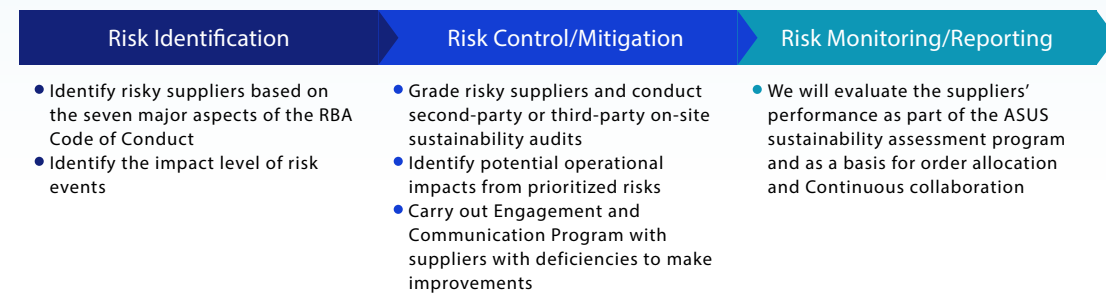 Risk Identification
Risk Control/Mitigation
Risk Monitoring/Reporting
• Identify risky suppliers based on
the seven major aspects of the RBA
Code of Conduct
• Identify the impact level of risk
events
• Grade risky suppliers and conduct
second-party or third-party on-site
sustainability audits
• Identify potential operational
impacts from prioritized risks
• Carry out Engagement and
Communication Program with
suppliers with deficiencies to make
improvements
• We will evaluate the suppliers’
performance as part of the ASUS
sustainability assessment program
and as a basis for order allocation
and Continuous collaboration